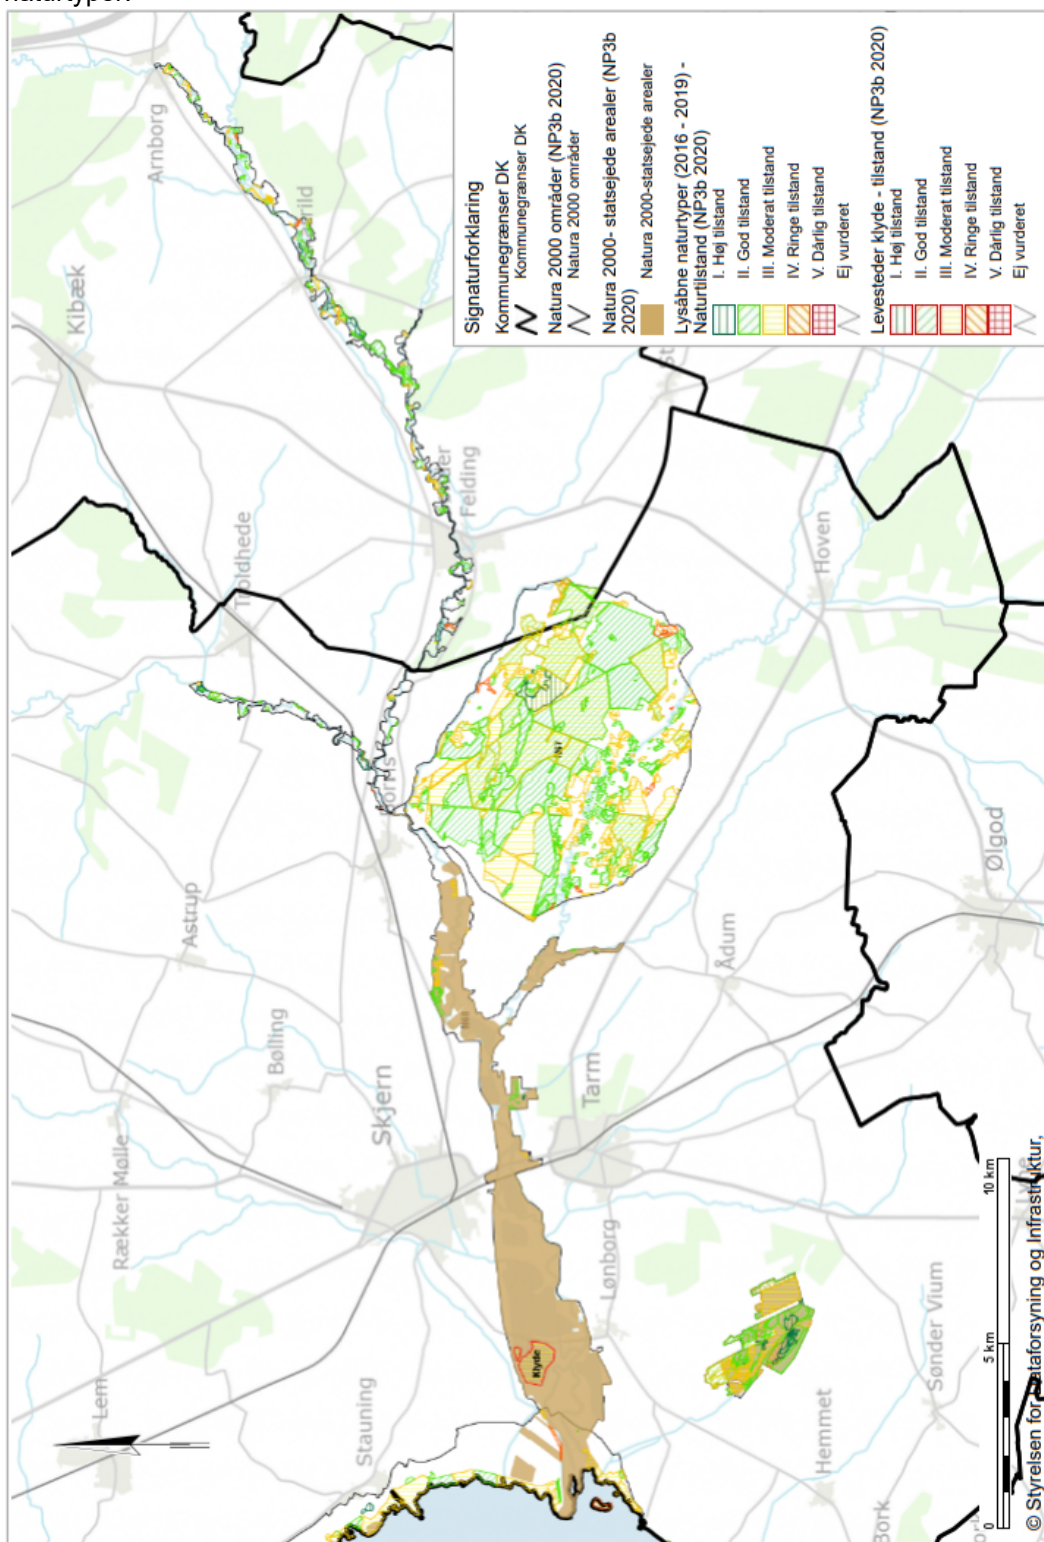 naturtyper.
Signaturforklaring
Kommunegrænser DK
Kommunegrænser DK
Natura 2000 områder (NP3b 2020)
Natura 2000 områder
Natura 2000- statsejede arealer (NP3b
2020)
Natura 2000-statsejede arealer
Lysåbne naturtyper (2016 - 2019) -
Naturtilstand (NP3b 2020)
I. Høj tilstand
II. God tilstand
III. Moderat tilstand
IV. Ringe tilstand
V. Dårlig tilstand
Ej vurderet
Levesteder klyde - tilstand (NP3b 2020)
I. Høj tilstand
II. God tilstand
III. Moderat tilstand
IV. Ringe tilstand
V. Dårlig tilstand
Ej vurderet
Arnborg
Kibæk
Troldhede
Felding
Hoven
Astrup
Bølling
Ådum
Ølgod
Skjern
Tarm
Rækker Mølle
Lønborg
Klyde
Lem
Stauning
Sønder Vium
Hemmet
Bork
0
5 km
10 km
© Styrelsen for Dataforsyning og Infrastruktur,